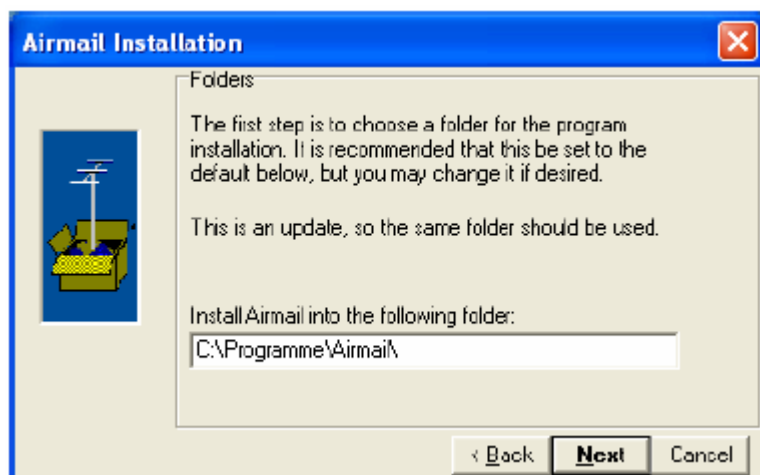 Airmail Installation
Folders
The first step is to choose a folder for the program
installation. It is recommended that this be set to the
default below, but you may change it if desired.
This is an update, so the same folder should be used.
Install Airmail into the following folder:
C:\Programme\Airmail\
< Back Next Cancel